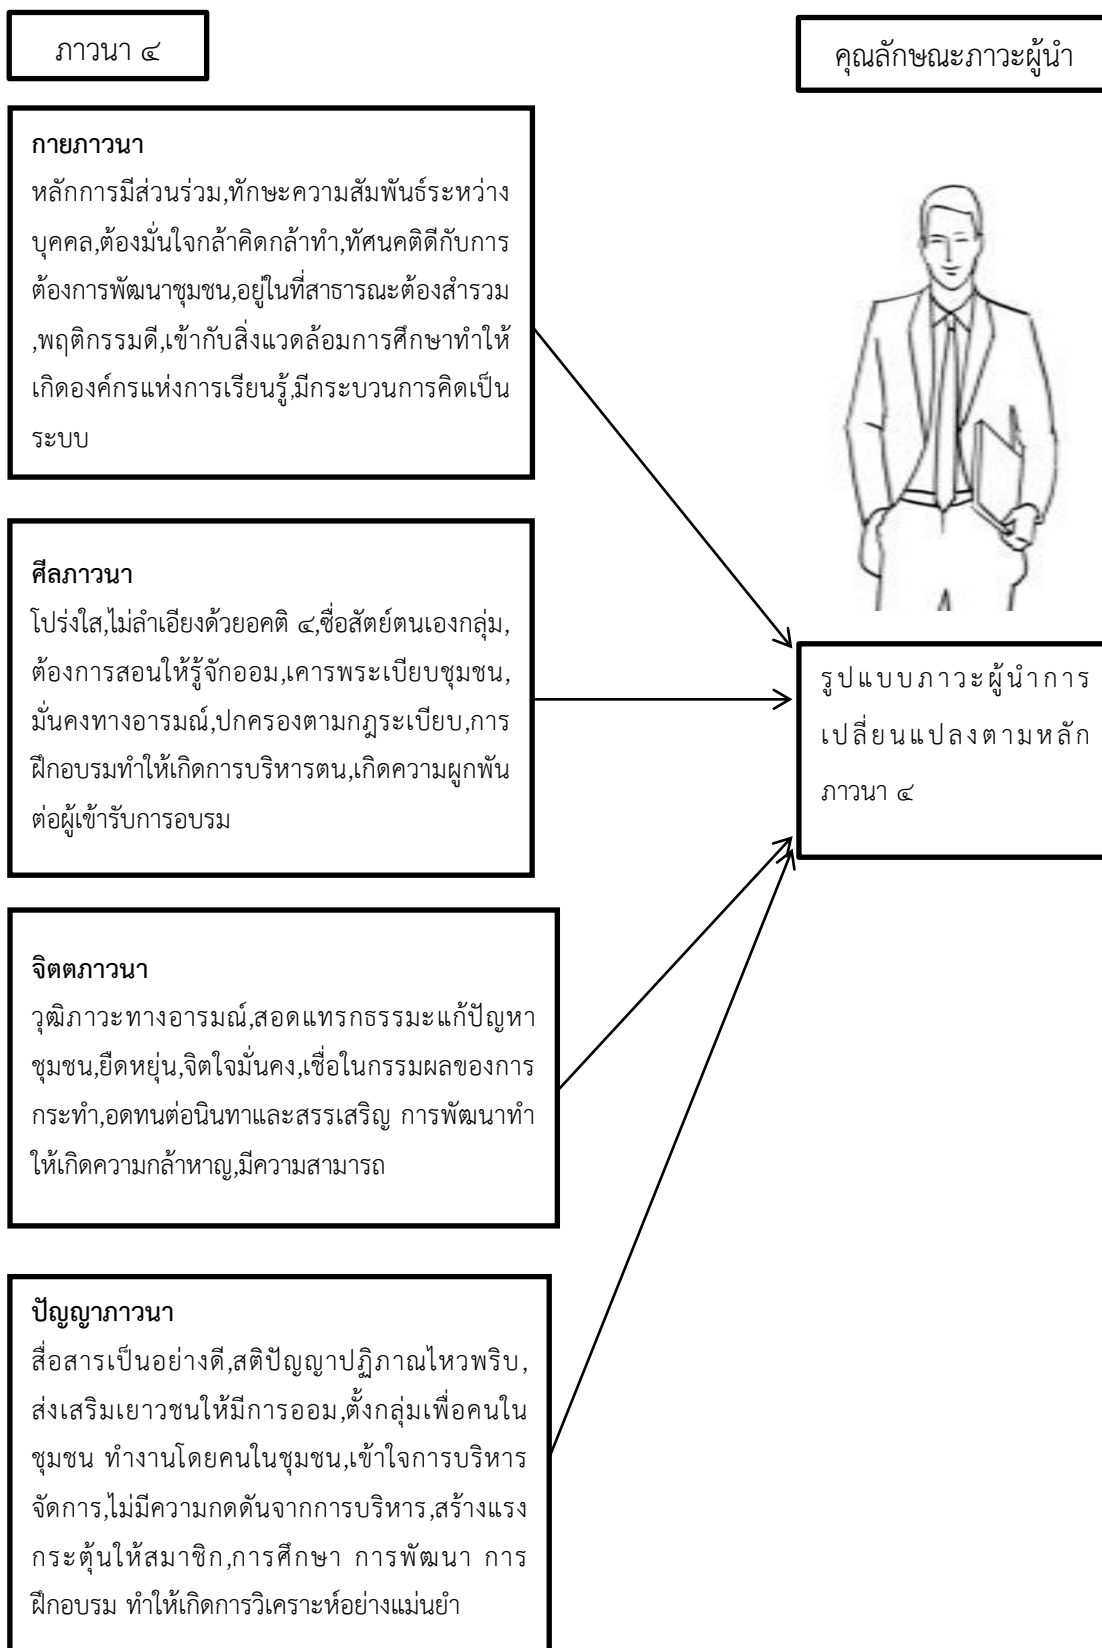 ภาวนา ๔
คุณลักษณะภาวะผู้นำ
กายภาวนา
หลักการมีส่วนร่วม,ทักษะความสัมพันธ์ระหว่าง
บุคคล,ต้องมั่นใจกล้าคิดกล้าทำ,ทัศนคติดีกับการ
ต้องการพัฒนาชุมชน,อยู่ในที่สาธารณะต้องสำรวม
,พฤติกรรมดี,เข้ากับสิ่งแวดล้อมการศึกษาทำให้
เกิดองค์กรแห่งการเรียนรู้,มีกระบวนการคิดเป็น
ระบบ
ศีลภาวนา
โปร่งใส,ไม่ลำเอียงด้วยอคติ ๔,ซื่อสัตย์ตนเองกลุ่ม,
ต้องการสอนให้รู้จักออม,เคารพระเบียบชุมชน,
มั่นคงทางอารมณ์,ปกครองตามกฎระเบียบ,การ
ฝึกอบรมทำให้เกิดการบริหารตน,เกิดความผูกพัน
ต่อผู้เข้ารับการอบรม
รูปแบบภาวะผู้นำการ
เปลี่ยนแปลงตามหลัก
ภาวนา ๔
จิตตภาวนา
วุฒิภาวะทางอารมณ์,สอดแทรกธรรมะแก้ปัญหา
ชุมชน,ยืดหยุ่น,จิตใจมั่นคง,เชื่อในกรรมผลของการ
กระทำ,อดทนต่อนินทาและสรรเสริญ การพัฒนาทำ
ให้เกิดความกล้าหาญ,มีความสามารถ
ปัญญาภาวนา
สื่อสารเป็นอย่างดี,สติปัญญาปฏิภาณไหวพริบ,
ส่งเสริมเยาวชนให้มีการออม,ตั้งกลุ่มเพื่อคนใน
ชุมชน ทำงานโดยคนในชุมชน,เข้าใจการบริหาร
จัดการ,ไม่มีความกดดันจากการบริหาร,สร้างแรง
กระตุ้นให้สมาชิก,การศึกษา การพัฒนา การ
ฝึกอบรม ทำให้เกิดการวิเคราะห์อย่างแม่นยำ